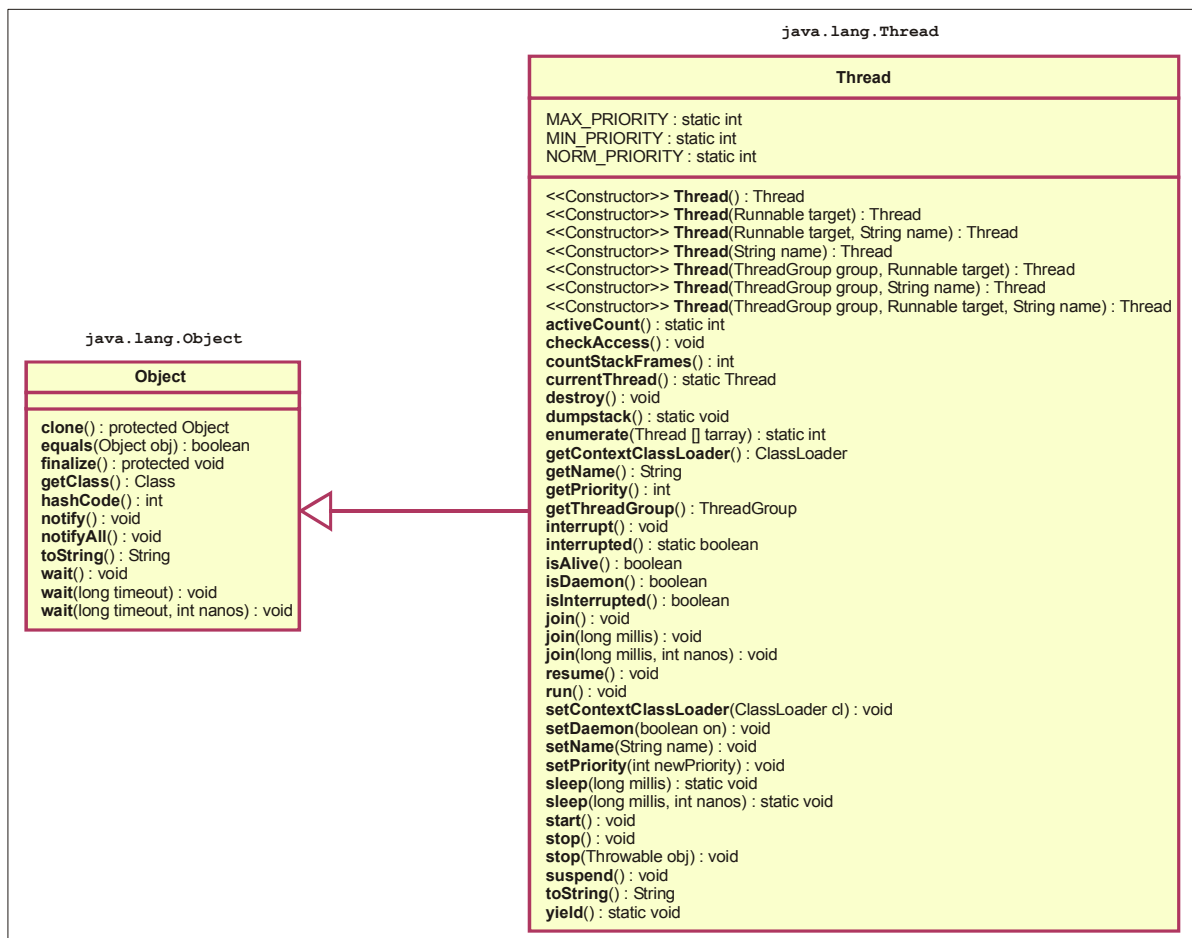 java.lang.Thread
Thread
MAX_PRIORITY : static int
MIN_PRIORITY : static int
NORM_PRIORITY : static int
<<Constructor>> Thread() : Thread
<<Constructor>> Thread(Runnable target) : Thread
<<Constructor>> Thread(Runnable target, String name) : Thread
<<Constructor>> Thread(String name) : Thread
<<Constructor>> Thread(ThreadGroup group, Runnable target) : Thread
<<Constructor>> Thread(ThreadGroup group, String name) : Thread
<<Constructor>> Thread(ThreadGroup group, Runnable target, String name) : Thread
activeCount() : static int
checkAccess() : void
countStackFrames() : int
currentThread() : static Thread
destroy() : void
dumpstack() : static void
enumerate(Thread [] tarray) : static int
getContextClassLoader() : ClassLoader
getName() : String
getPriority() : int
getThreadGroup() : ThreadGroup
interrupt() : void
interrupted() : static boolean
isAlive() : boolean
isDaemon() : boolean
isInterrupted() : boolean
join() : void
join(long millis) : void
join(long millis, int nanos) : void
resume() : void
run() : void
setContextClassLoader(ClassLoader cl) : void
setDaemon(boolean on) : void
setName(String name) : void
setPriority(int newPriority) : void
sleep(long millis) : static void
sleep(long millis, int nanos) : static void
start() : void
stop() : void
stop(Throwable obj) : void
suspend() : void
toString() : String
yield() : static void
java.lang.Object
Object
clone() : protected Object
equals(Object obj) : boolean
finalize() : protected void
getClass() : Class
hashCode() : int
notify() : void
notifyAll() : void
toString() : String
wait() : void
wait(long timeout) : void
wait(long timeout, int nanos) : void